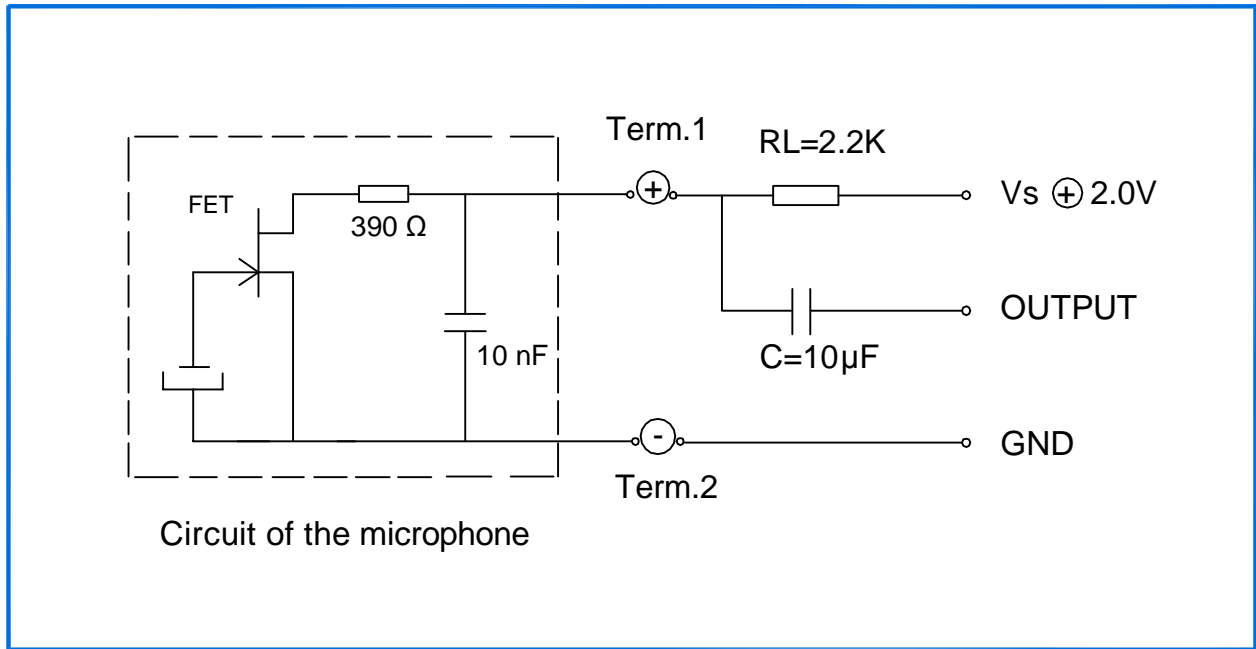 Term.1
RL=2.2K
FET
390 Ω
+
Vs + 2.0V
10 nF
C=10µF
OUTPUT
-
GND
Term.2
Circuit of the microphone